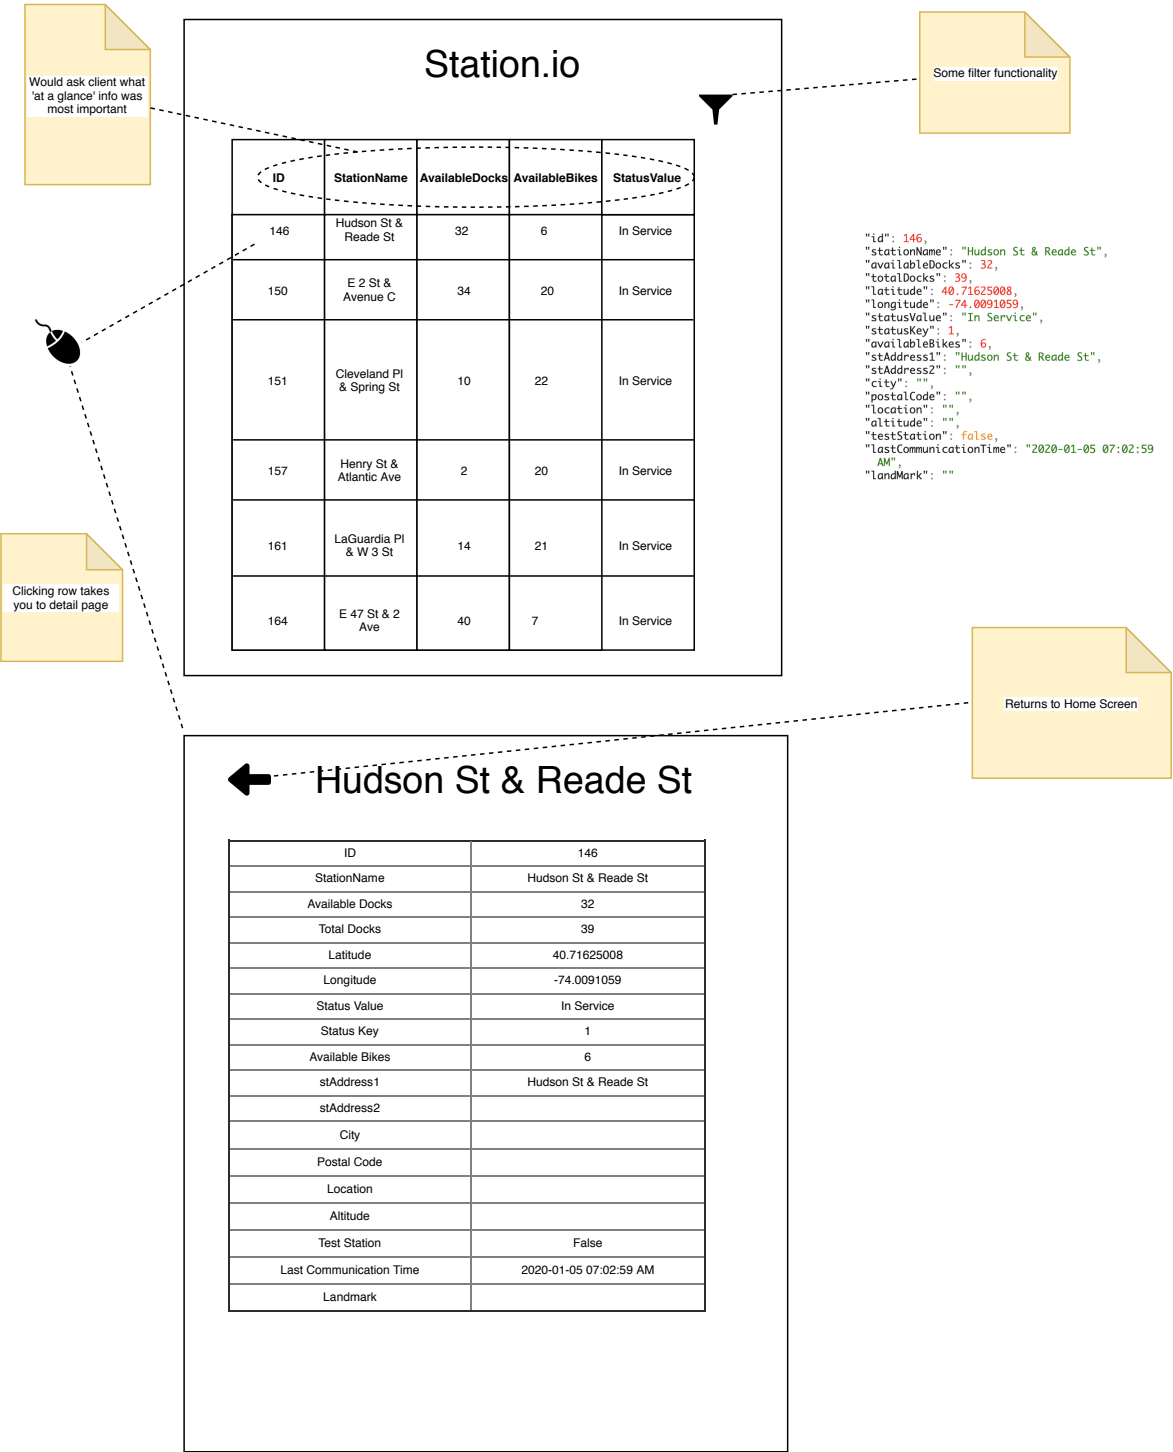 Would ask client what
'at a glance' info was
most important
Station.io
Some filter functionality
ID StationName AvailableDocks AvailableBikes StatusValue
146 Hudson St & Reade St 32 6 In Service
150 E 2 St & Avenue C 34 20 In Service
151 Cleveland Pl & Spring St 10 22 In Service
157 Henry St & Atlantic Ave 2 20 In Service
161 LaGuardia Pl & W 3 St 14 21 In Service
164 E 47 St & 2 Ave 40 7 In Service
"id": 146,
"stationName": "Hudson St & Reade St",
"availableDocks": 32,
"totalDocks": 39,
"latitude": 40.71625008,
"longitude": -74.0091059,
"statusValue": "In Service",
"statusKey": 1,
"availableBikes": 6,
"stAddress1": "Hudson St & Reade St",
"stAddress2": "",
"city": "",
"postalCode": "",
"location": "",
"altitude": "",
"testStation": false,
"lastCommunicationTime": "2020-01-05 07:02:59
AM",
"landMark": ""
Clicking row takes
you to detail page
Returns to Home Screen
Hudson St & Reade St
ID 146
StationName Hudson St & Reade St
Available Docks 32
Total Docks 39
Latitude 40.71625008
Longitude -74.0091059
Status Value In Service
Status Key 1
Available Bikes 6
stAddress1 Hudson St & Reade St
stAddress2
City
Postal Code
Location
Altitude
Test Station False
Last Communication Time 2020-01-05 07:02:59 AM
Landmark